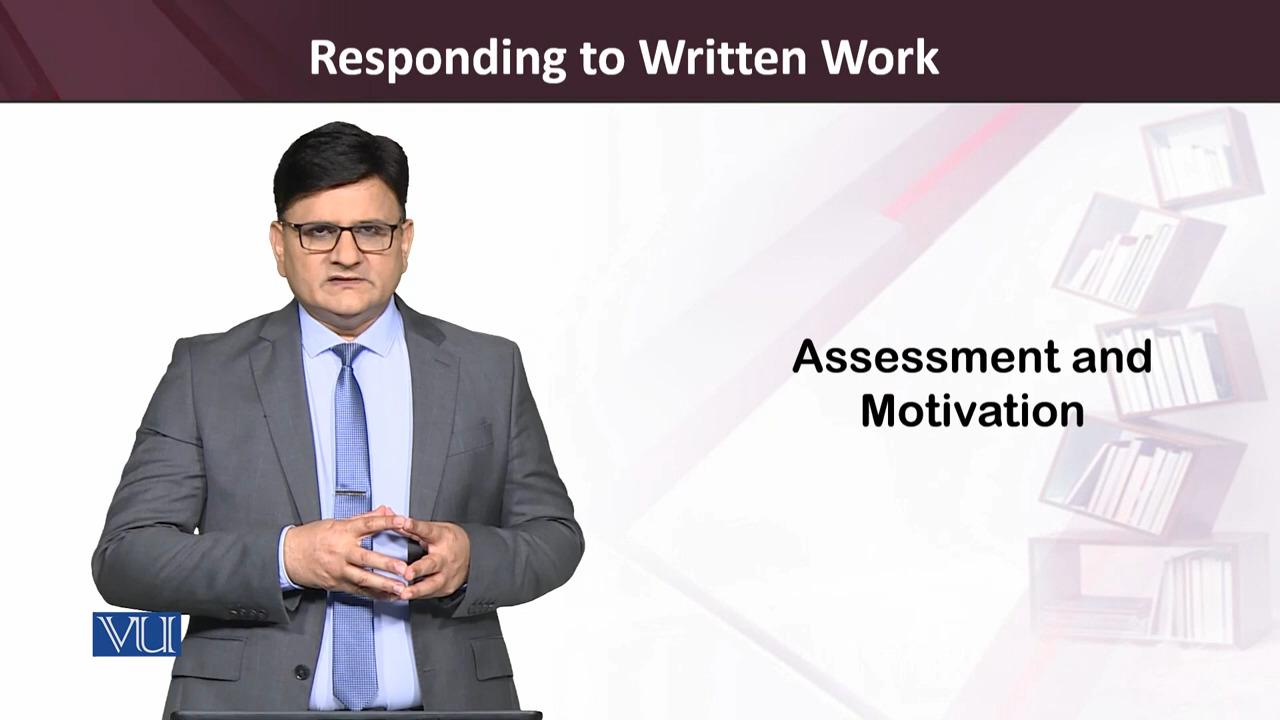 Responding to Written Work
Assessment and
Motivation
VU